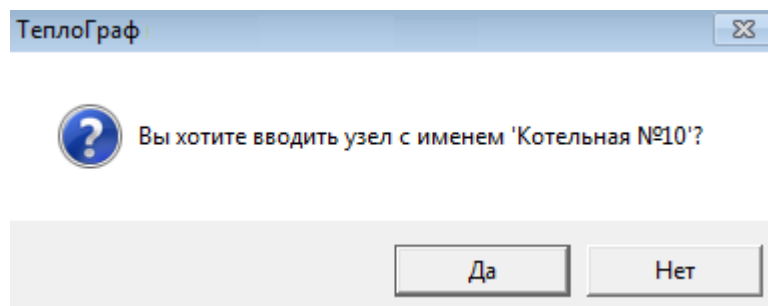 ТеплоГраф
Вы хотите вводить узел с именем 'Котельная №10'?
Да
Нет